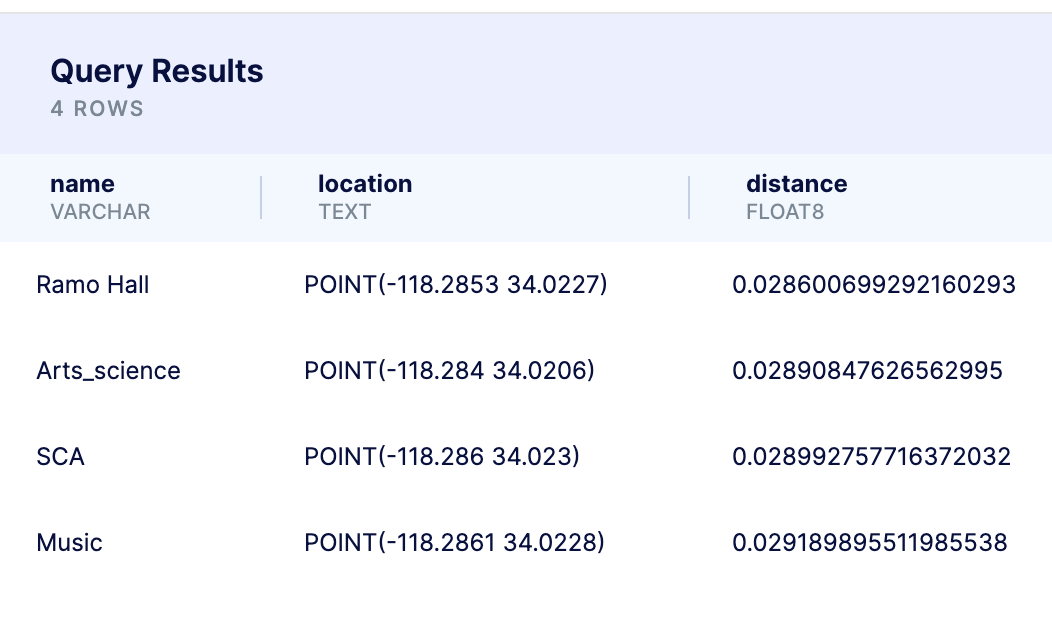 Query Results
4 ROWS
name location distance
VARCHAR TEXT FLOAT8
Ramo Hall POINT(-118.2853 34.0227) 0.028600699292160293
Arts_science POINT(-118.284 34.0206) 0.02890847626562995
SCA POINT(-118.286 34.023) 0.028992757716372032
Music POINT(-118.2861 34.0228) 0.029189895511985538